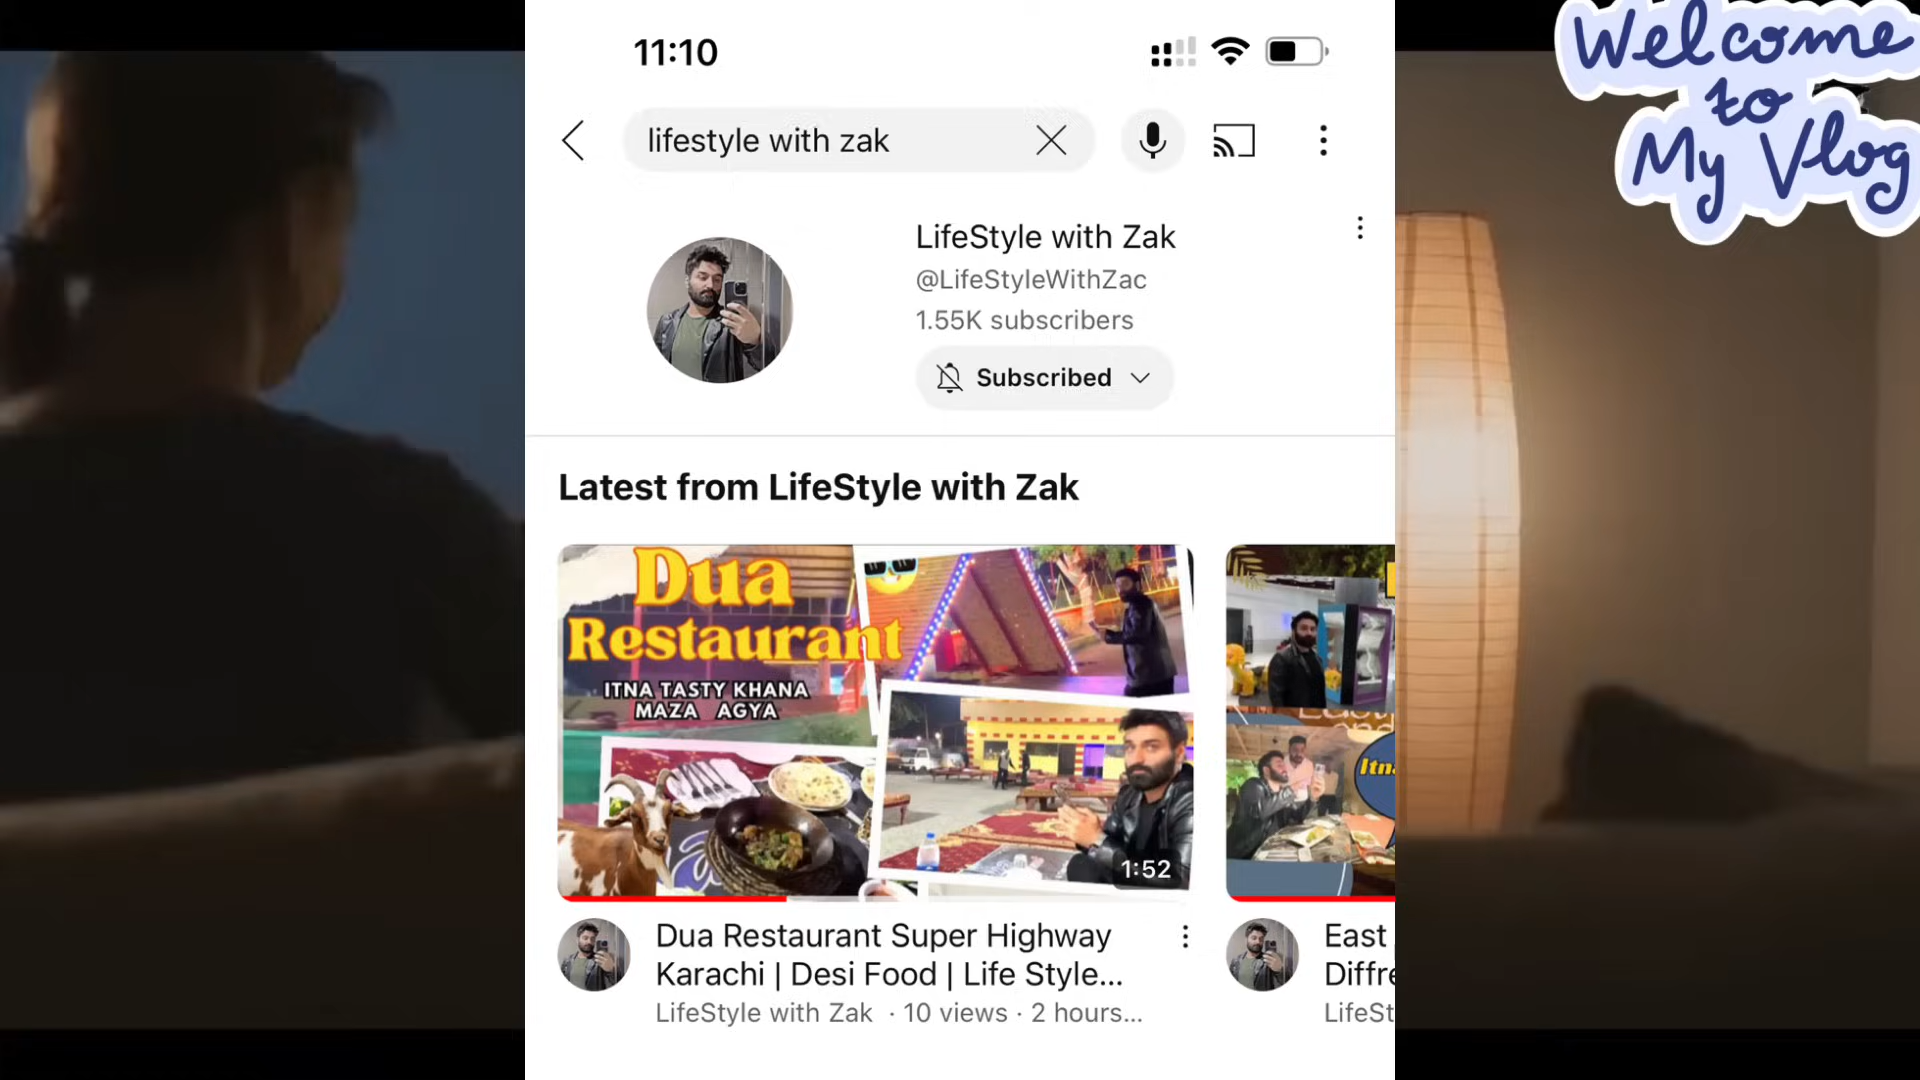 11:10
Welcome
to
My Vlog
lifestyle with zak
LifeStyle with Zak
@LifeStyleWithZac
1.55K subscribers
Subscribed
Latest from LifeStyle with Zak
Dua
Restaurant
ITNA TASTY KHANA
MAZA AGYA
1:52
Dua Restaurant Super Highway
Karachi | Desi Food | Life Style...
LifeStyle with Zak · 10 views · 2 hours...
East